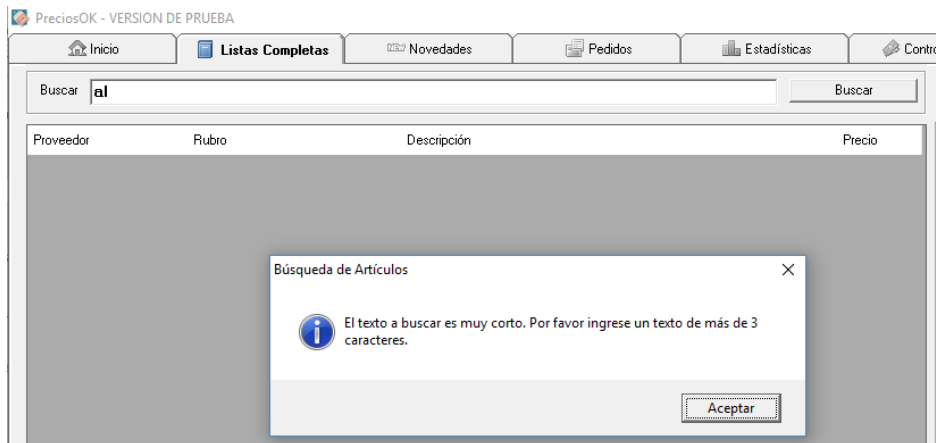 PreciosOK - VERSION DE PRUEBA
Inicio Listas Completas NEW Novedades Pedidos Estadísticas Contro
Buscar al Buscar
Proveedor Rubro Descripción Precio
Búsqueda de Artículos
El texto a buscar es muy corto. Por favor ingrese un texto de más de 3
caracteres.
Aceptar